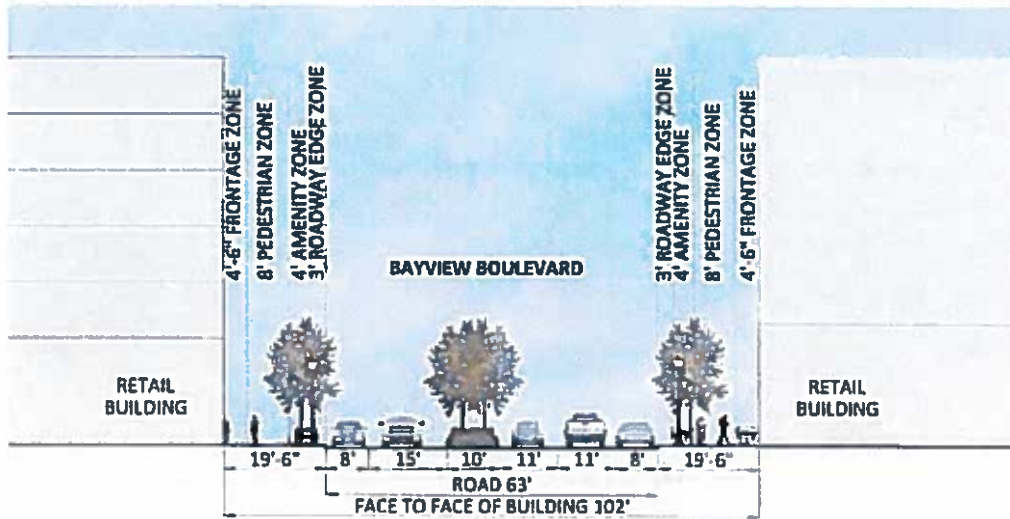 4'-6" FRONTAGE ZONE
8' PEDESTRIAN ZONE
4' AMENITY ZONE
3' ROADWAY EDGE ZONE
3' ROADWAY EDGE ZONE
4' AMENITY ZONE
8' PEDESTRIAN ZONE
4'-6" FRONTAGE ZONE
BAYVIEW BOULEVARD
RETAIL
BUILDING
RETAIL
BUILDING
19'-6" 8' 15' 10' 11' 11' 8' 19'-6"
ROAD 63'
FACE TO FACE OF BUILDING 102'